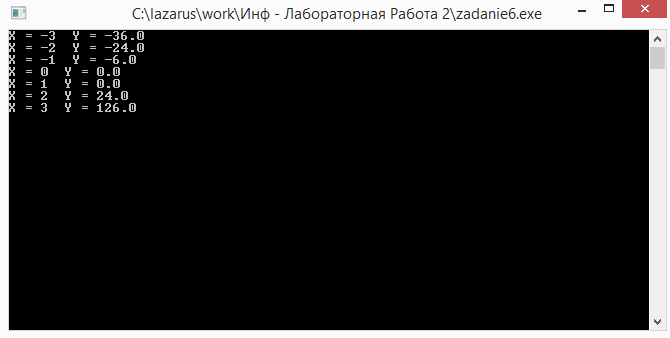 C:\lazarus\work\Инф - Лабораторная Работа 2\zadanie6.exe
X = -3 Y = -36.0
X = -2 Y = -24.0
X = -1 Y = -6.0
X = 0 Y = 0.0
X = 1 Y = 0.0
X = 2 Y = 24.0
X = 3 Y = 126.0